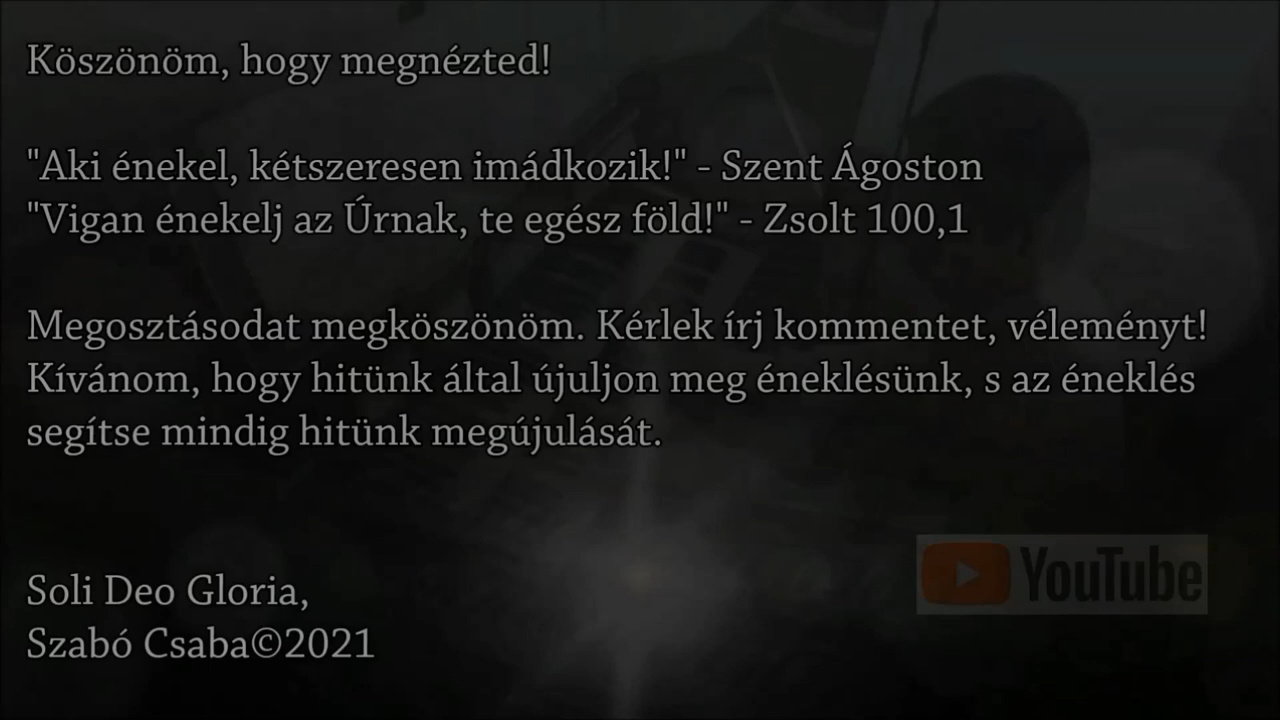 Köszönöm, hogy megnézted!
"Aki énekel, kétszeresen imádkozik!" - Szent Ágoston
"Vigan énekelj az Úrnak, te egész föld!" - Zsolt 100,1
Megosztásodat megköszönöm. Kérlek írj kommentet, véleményt!
Kívánom, hogy hitünk által újuljon meg éneklésünk, s az éneklés
segítse mindig hitünk megújulását.
YouTube
Soli Deo Gloria,
Szabó Csaba©2021